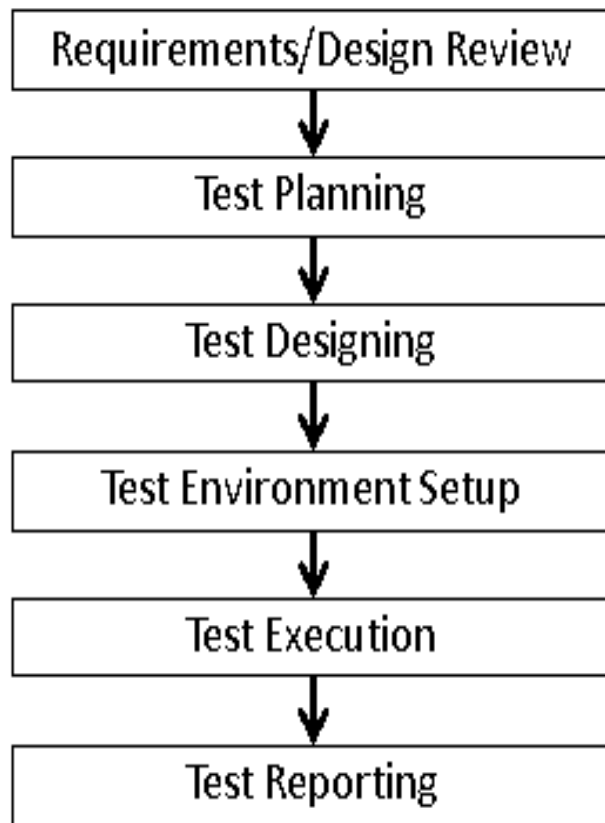 Requirements/Design Review
Test Planning
Test Designing
Test Environment Setup
Test Execution
Test Reporting